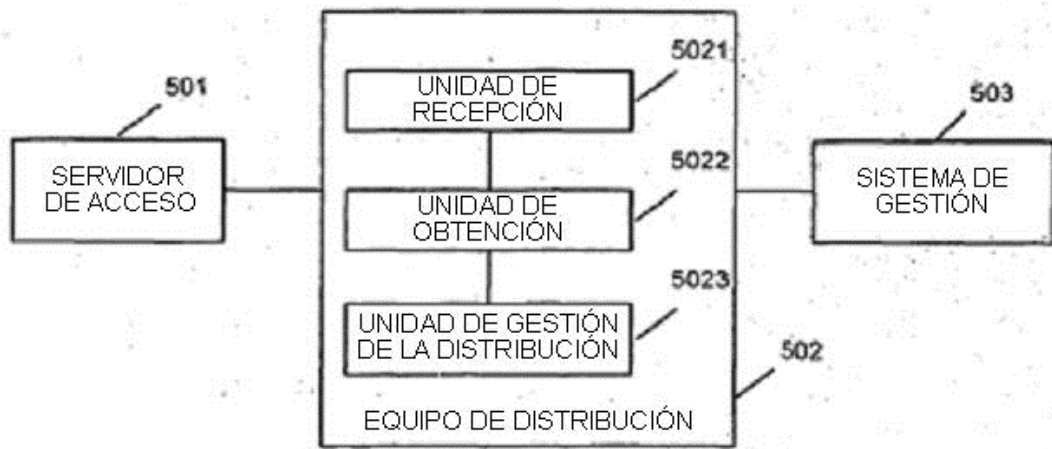 501
SERVIDOR
DE ACCESO
5021
UNIDAD DE
RECEPCIÓN
5022
UNIDAD DE
OBTENCIÓN
5023
UNIDAD DE GESTIÓN
DE LA DISTRIBUCIÓN
502
EQUIPO DE DISTRIBUCIÓN
503
SISTEMA DE
GESTIÓN